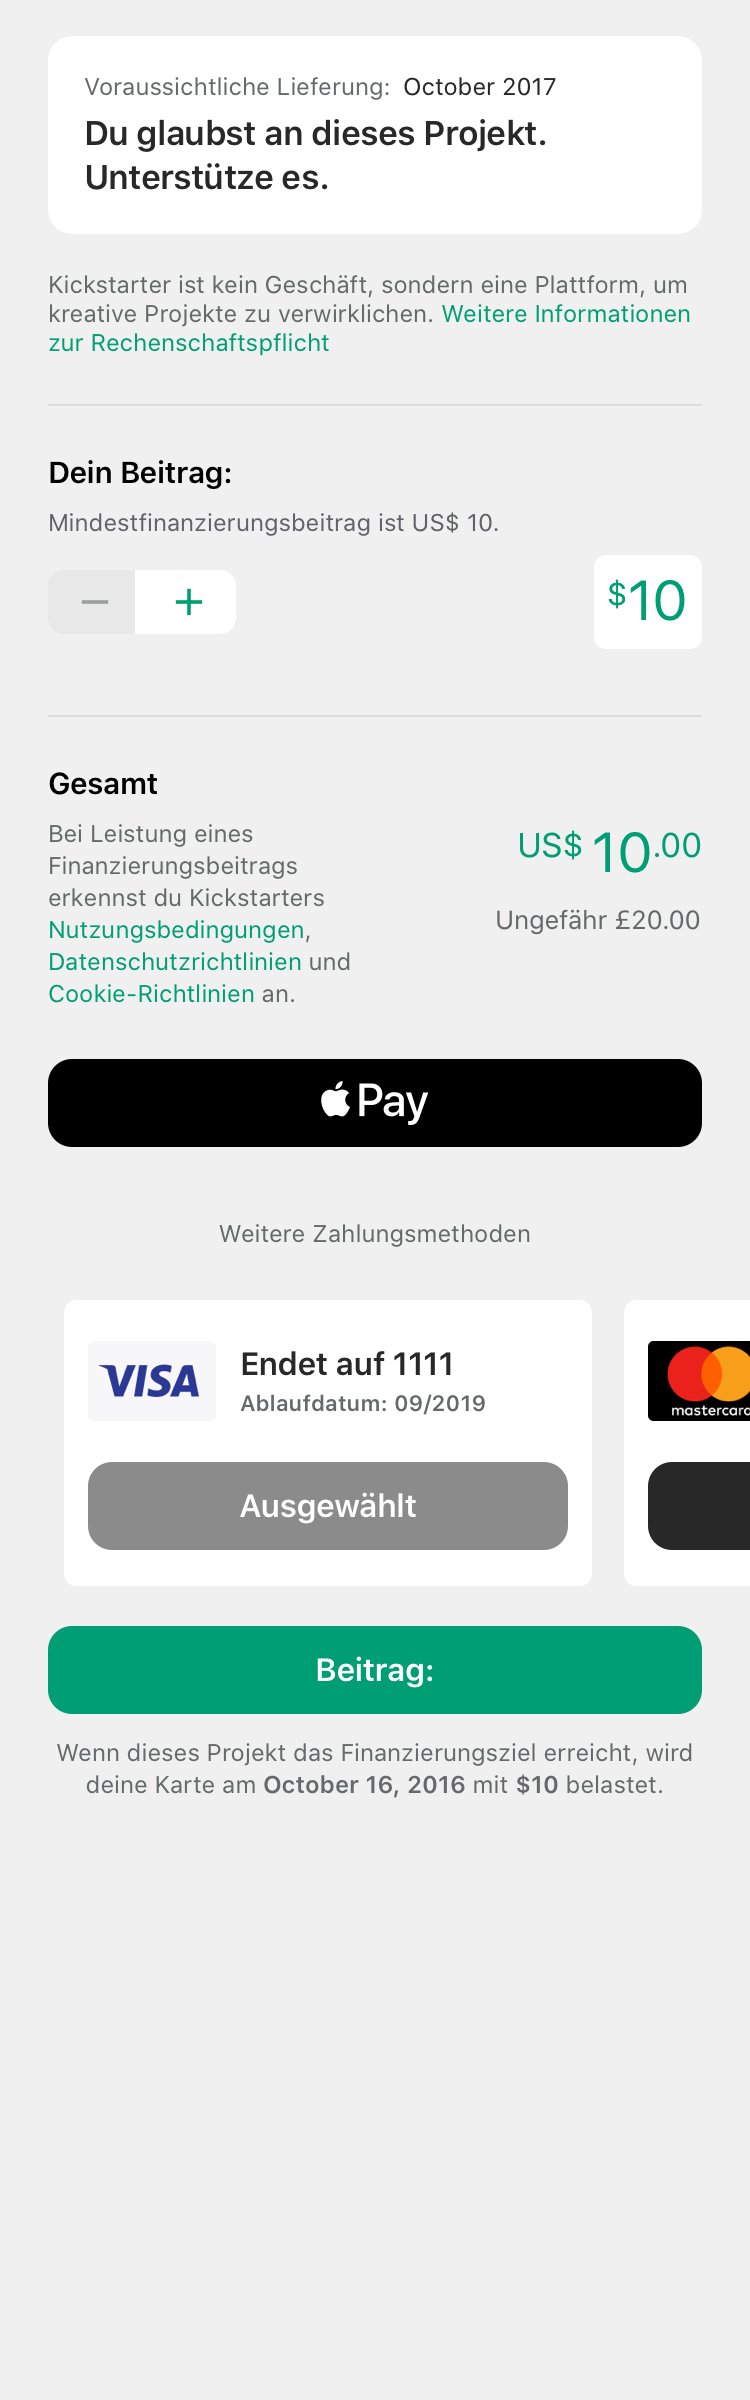 Voraussichtliche Lieferung: October 2017
Du glaubst an dieses Projekt.
Unterstütze es.
Kickstarter ist kein Geschäft, sondern eine Plattform, um
kreative Projekte zu verwirklichen. Weitere Informationen
zur Rechenschaftspflicht
Dein Beitrag:
Mindestfinanzierungsbeitrag ist US$ 10.
− +
$10
Gesamt
Bei Leistung eines
Finanzierungsbeitrags
erkennst du Kickstarters
Nutzungsbedingungen,
Datenschutzrichtlinien und
Cookie-Richtlinien an.
US$ 10.00
Ungefähr £20.00
Pay
Weitere Zahlungsmethoden
VISA
Endet auf 1111
Ablaufdatum: 09/2019
Ausgewählt
mastercard
Beitrag:
Wenn dieses Projekt das Finanzierungsziel erreicht, wird
deine Karte am October 16, 2016 mit $10 belastet.